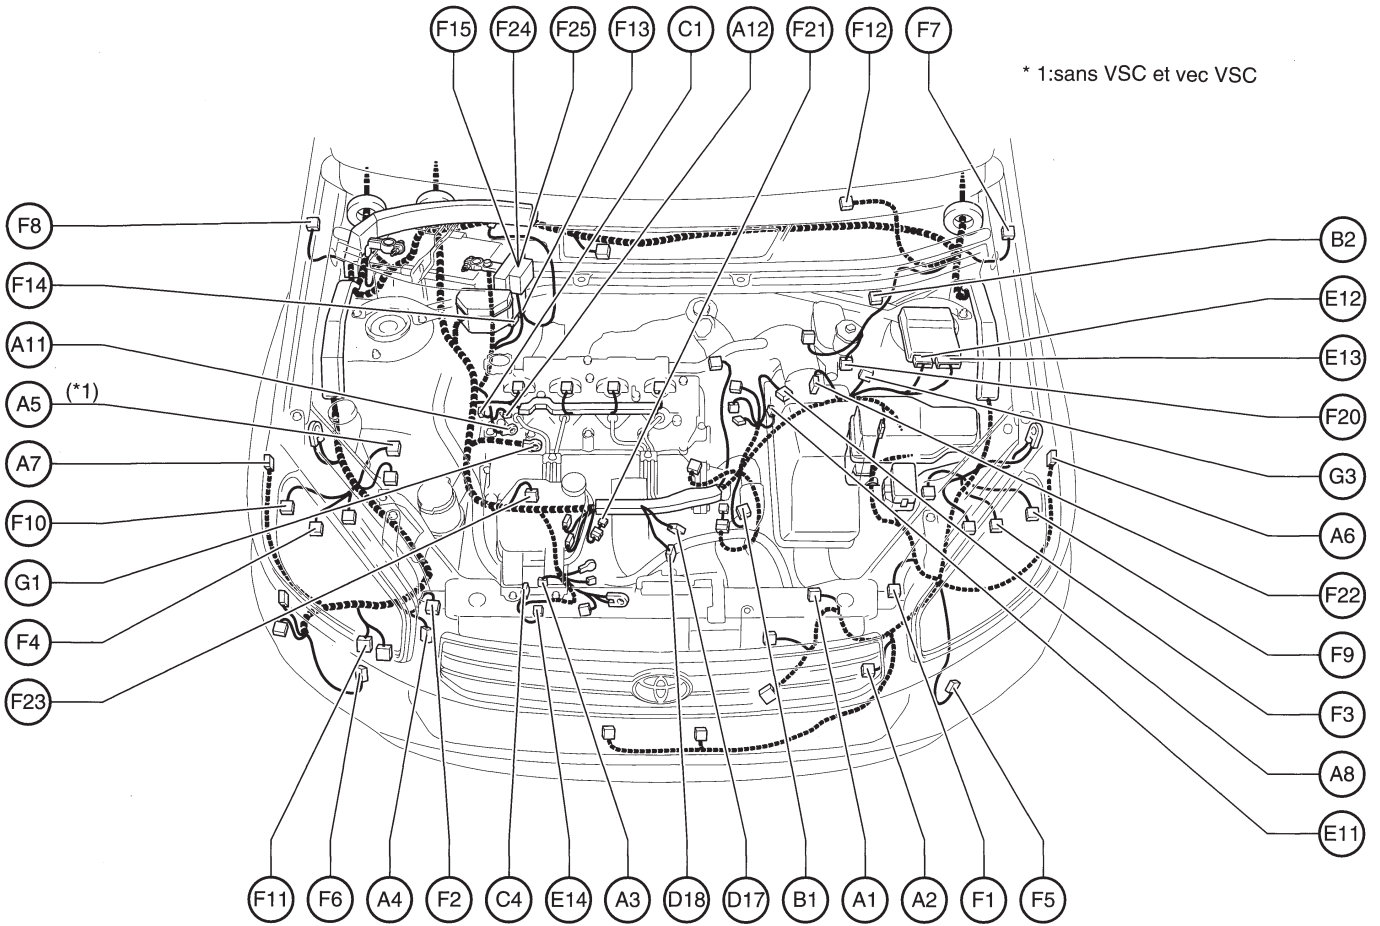 F15 F24 F25 F13 C1 A12 F21 F12 F7
* 1:sans VSC et vec VSC
F8
F14
A11
A5 (*1)
A7
F10
G1
F4
F23
B2
E12
E13
F20
G3
A6
F22
F9
F3
A8
E11
F11 F6 A4 F2 C4 E14 A3 D18 D17 B1 A1 A2 F1 F5